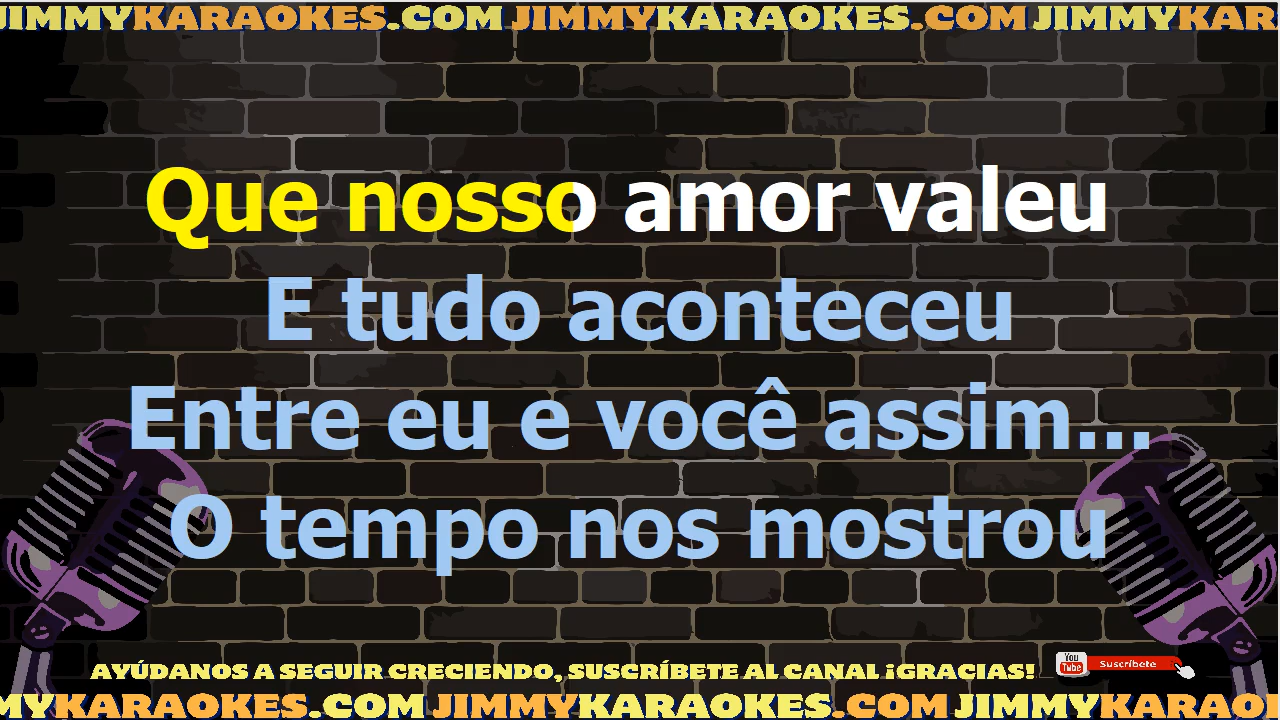 JIMMYKARAOKES.COM JIMMYKARAOKES.COM JIMMYKAR
Que nosso amor valeu
E tudo aconteceu
Entre eu e você assim...
O tempo nos mostrou
AYÚDANOS A SEGUIR CRECIENDO, SUSCRÍBETE AL CANAL ¡GRACIAS!
You Tube Suscríbete
MYKARAOKES.COM JIMMYKARAOKES.COM JIMMYKARAO